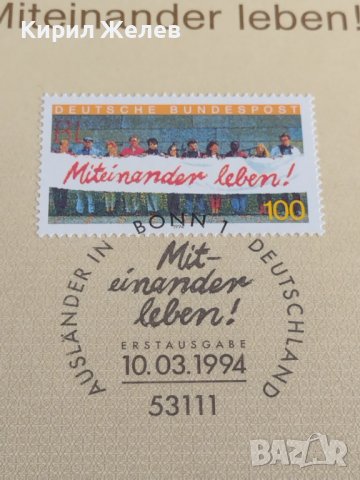 Кирил Желев
Miteinander leben!
DEUTSCHE BUNDESPOST
Miteinander leben!
100
BONN 1
AUSLÄNDER IN DEUTSCHLAND
Mit-
einander
leben!
ERSTAUSGABE
10.03.1994
53111
BAZAR